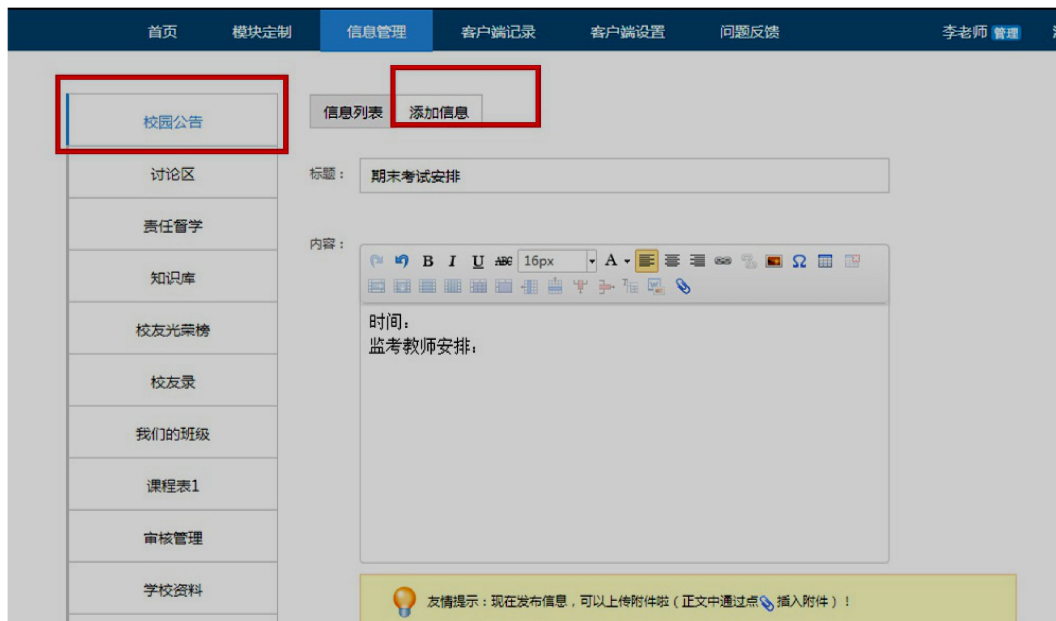 首页 模块定制 信息管理 客户端记录 客户端设置 问题反馈 李老师 管理
校园公告
信息列表 添加信息
讨论区
标题： 期末考试安排
责任督学
内容：
B I U ABC 16px A Ω
知识库
时间：
校友光荣榜
监考教师安排：
校友录
我们的班级
课程表1
审核管理
学校资料
友情提示：现在发布信息，可以上传附件啦（正文中通过点 插入附件）！